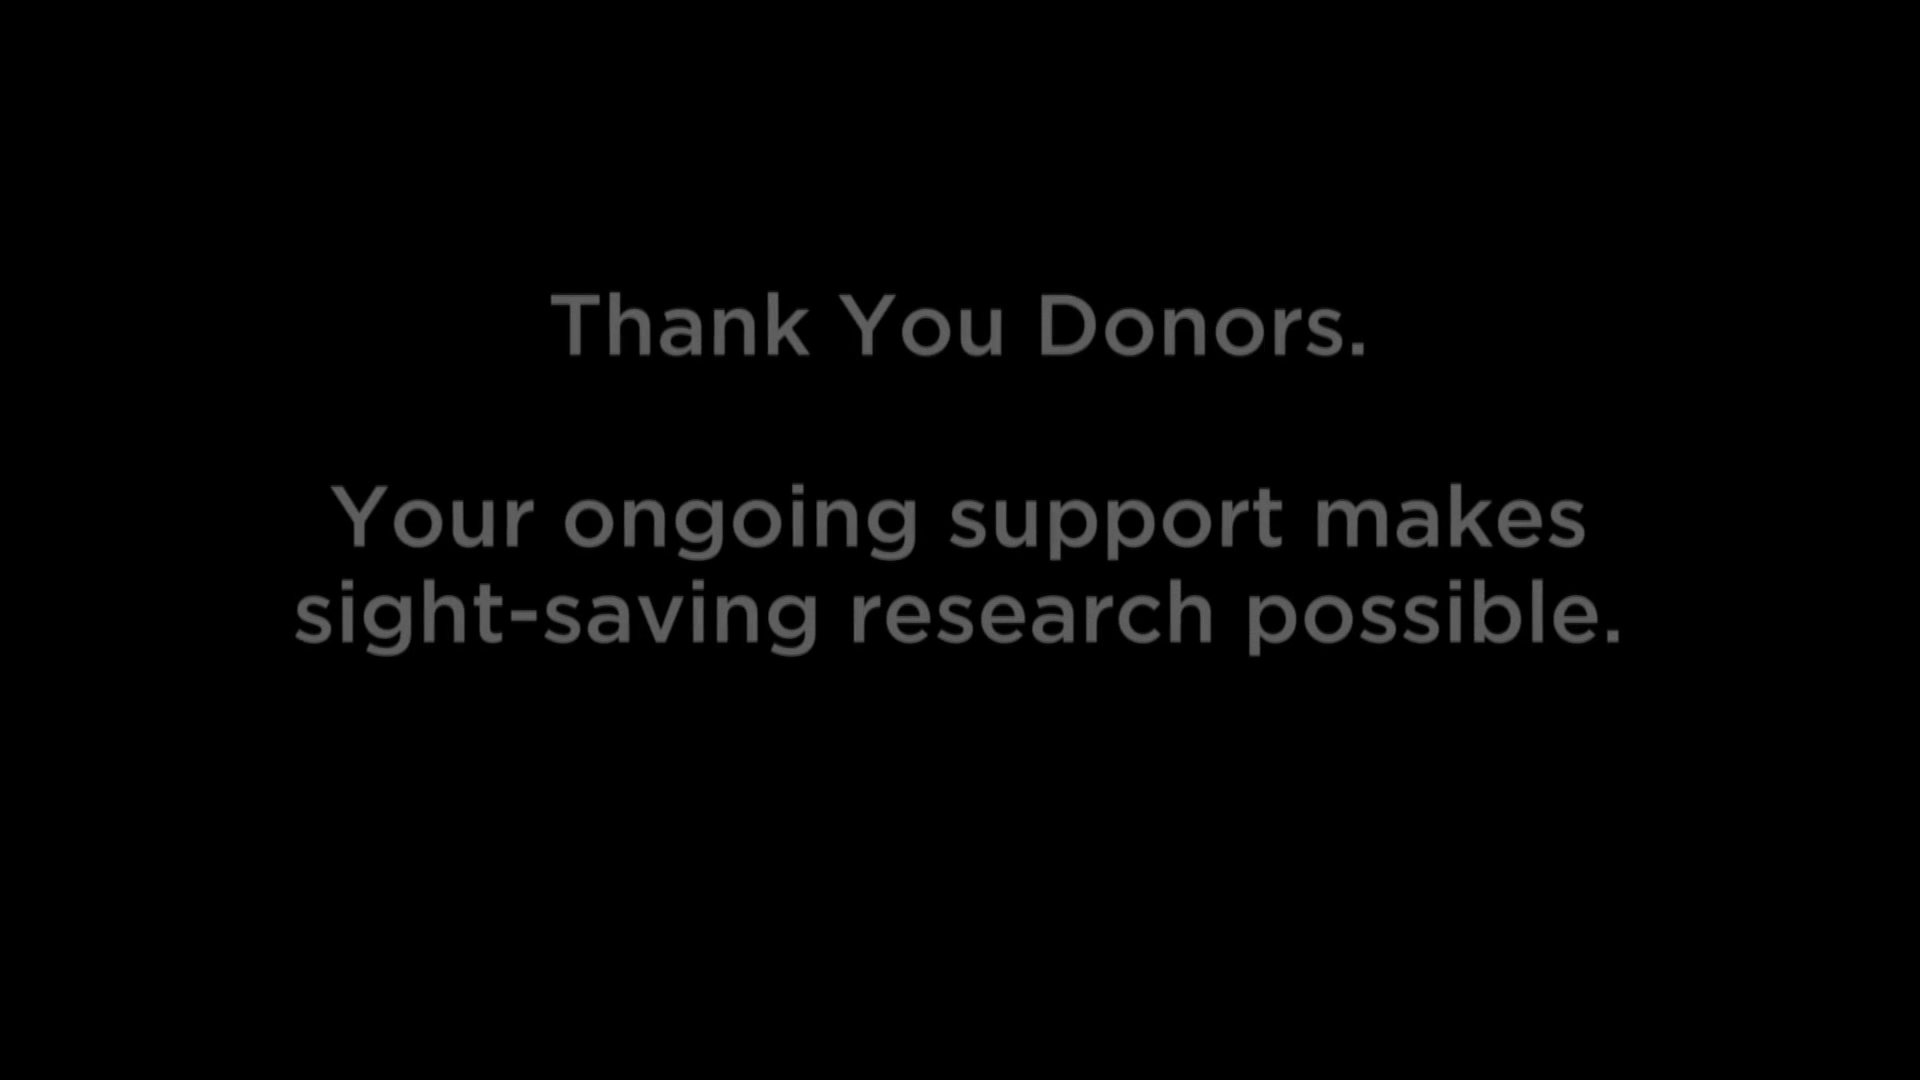 Thank You Donors.
Your ongoing support makes
sight-saving research possible.